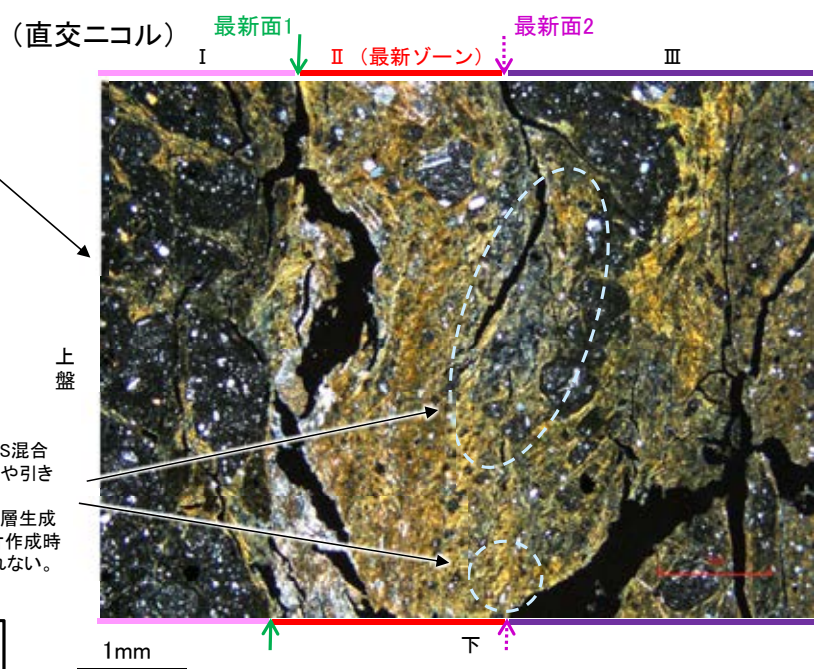 （直交ニコル）
最新面1
最新面2
Ⅰ
Ⅱ（最新ゾーン）
Ⅲ
上
盤
S混合
や引き
層生成
作成時
れない。
下
1mm